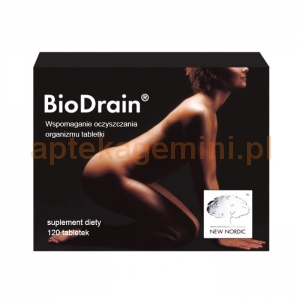 BioDrain®
Wspomaganie oczyszczania
organizmu tabletki
aptekagemini.pl
suplement diety
120 tabletek
NEW NORDIC